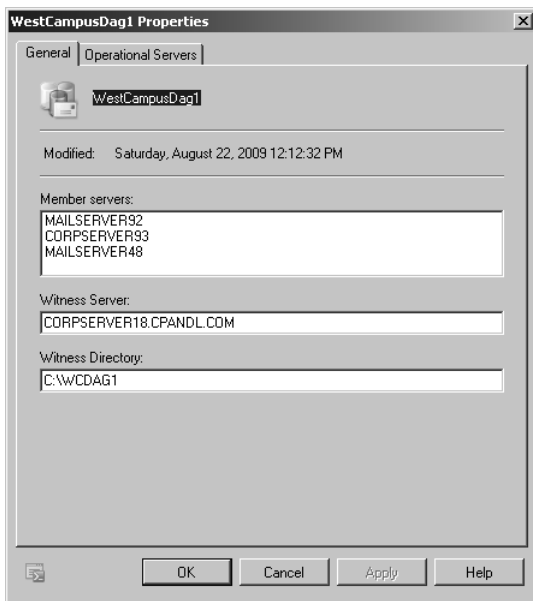 WestCampusDag1 Properties
General Operational Servers
WestCampusDag1
Modified: Saturday, August 22, 2009 12:12:32 PM
Member servers:
MAILSERVER92
CORPSERVER93
MAILSERVER48
Witness Server:
CORPSERVER18.CPANDL.COM
Witness Directory:
C:\WCDAG1
OK Cancel Apply Help